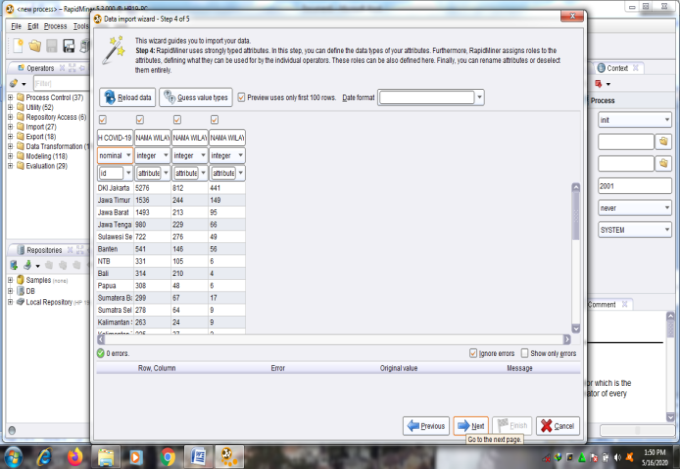 <new process> – RapidMiner 5.3.000 @ HP19-PC
Data import wizard - Step 4 of 5
File Edit Process Tools
This wizard guides you to import your data.
Step 4: RapidMiner uses strongly typed attributes. In this step, you can define the data types of your attributes. Furthermore, RapidMiner assigns roles to the
attributes, defining what they can be used for by the individual operators. These roles can be also defined here. Finally, you can rename attributes or deselect
them entirely.
Operators
[Filter]
Process Control (37)
Utility (52)
Repository Access (6)
Import (27)
Export (18)
Data Transformation (1
Modeling (118)
Evaluation (29)
Reload data
Guess value types
Preview uses only first 100 rows.
Date format
H COVID-19 NAMA WILAY NAMA WILAY NAMA WILAY
nominal integer integer integer
id attribute attribute attribute
DKI Jakarta 5276 812 441
Jawa Timur 1536 244 149
Jawa Barat 1493 213 95
Jawa Tenga 980 229 66
Sulawesi Se 722 276 49
Banten 541 146 56
NTB 331 105 6
Bali 314 210 4
Papua 308 48 6
Sumatera Ba 299 67 17
Sumatra Sel 278 54 9
Kalimantan 263 24 9
Context
Process
init
2001
never
SYSTEM
Repositories
Samples (none)
DB
Local Repository
Comment
or which is the
ator of every
0 errors.
Ignore errors
Show only errors
Row, Column Error Original value Message
Previous
Next
Finish
Cancel
Go to the next page.
1:50 PM
5/16/2020